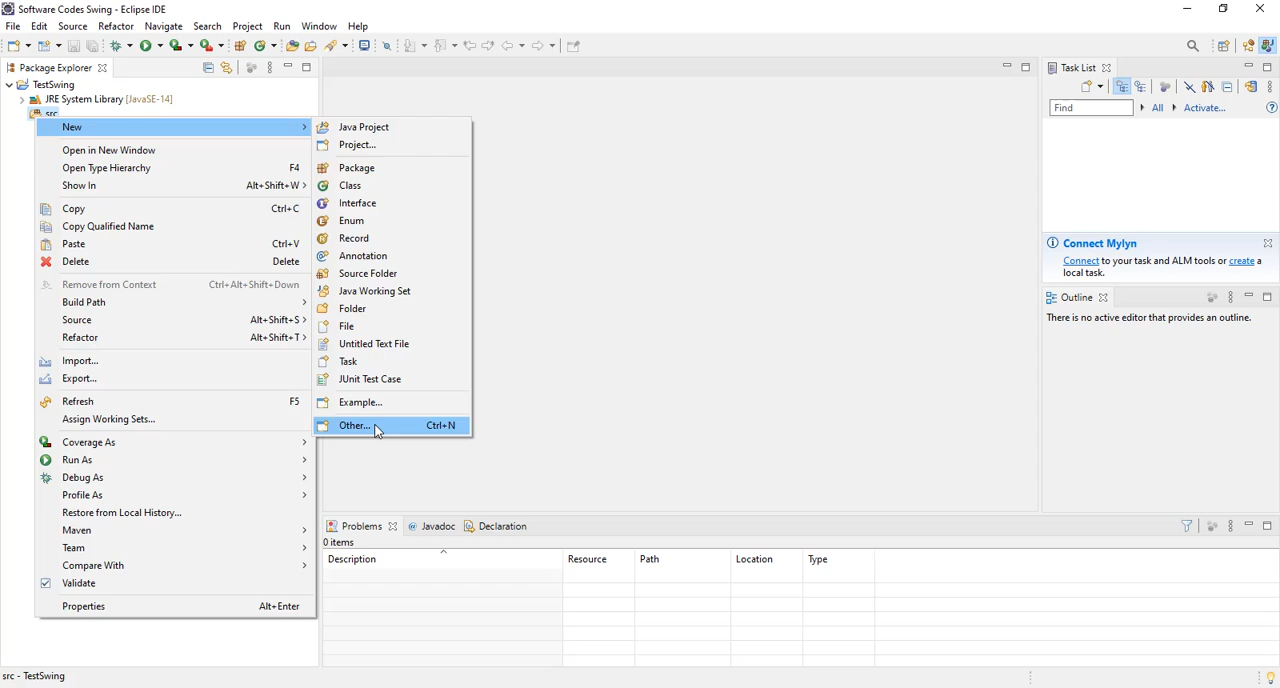 Software Codes Swing - Eclipse IDE
File Edit Source Refactor Navigate Search Project Run Window Help
Package Explorer
TestSwing
JRE System Library [JavaSE-14]
src
New
Open in New Window
Open Type Hierarchy F4
Show In Alt+Shift+W
Copy Ctrl+C
Copy Qualified Name
Paste Ctrl+V
Delete Delete
Remove from Context Ctrl+Alt+Shift+Down
Build Path
Source Alt+Shift+S
Refactor Alt+Shift+T
Import...
Export...
Refresh F5
Assign Working Sets...
Coverage As
Run As
Debug As
Profile As
Restore from Local History...
Maven
Team
Compare With
Validate
Properties Alt+Enter
Java Project
Project...
Package
Class
Interface
Enum
Record
Annotation
Source Folder
Java Working Set
Folder
File
Untitled Text File
Task
JUnit Test Case
Example...
Other... Ctrl+N
Task List
Find All Activate...
Connect Mylyn
Connect to your task and ALM tools or create a
local task.
Outline
There is no active editor that provides an outline.
Problems Javadoc Declaration
0 items
Description Resource Path Location Type
src - TestSwing